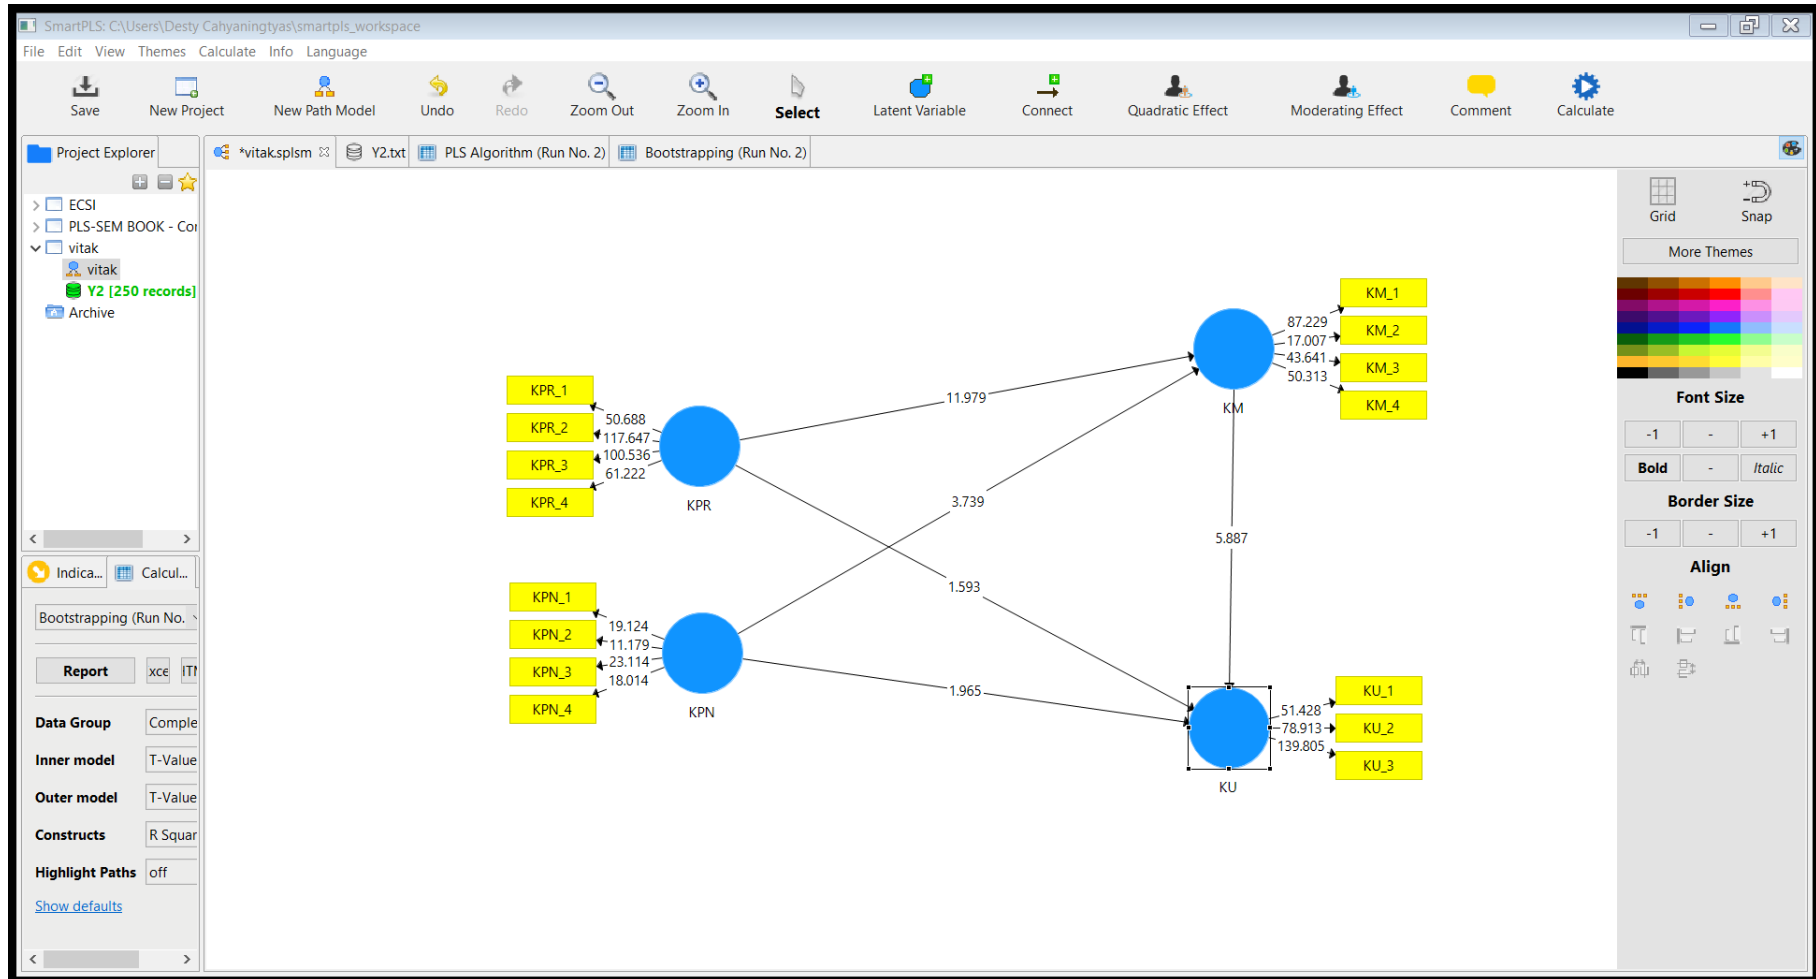 SmartPLS: C:\Users\Desty Cahyaningtyas\smartpls_workspace
File Edit View Themes Calculate Info Language
Save New Project New Path Model Undo Redo Zoom Out Zoom In Select Latent Variable Connect Quadratic Effect Moderating Effect Comment Calculate
Project Explorer
*vitak.splsm Y2.txt PLS Algorithm (Run No. 2) Bootstrapping (Run No. 2)
ECSI
PLS-SEM BOOK - Cor
vitak
vitak
Y2 [250 records]
Archive
Indica... Calcul...
Bootstrapping (Run No.
Report xce
Data Group Comple
Inner model T-Value
Outer model T-Value
Constructs R Squar
Highlight Paths off
Show defaults
KPR_1
KPR_2
KPR_3
KPR_4
50.688
117.647
100.536
61.222
KPR
KPN_1
KPN_2
KPN_3
KPN_4
19.124
11.179
23.114
18.014
KPN
11.979
3.739
1.593
1.965
5.887
KM
87.229
17.007
43.641
50.313
KM_1
KM_2
KM_3
KM_4
KU
51.428
78.913
139.805
KU_1
KU_2
KU_3
Grid Snap
More Themes
Font Size
-1 - +1
Bold - Italic
Border Size
-1 - +1
Align